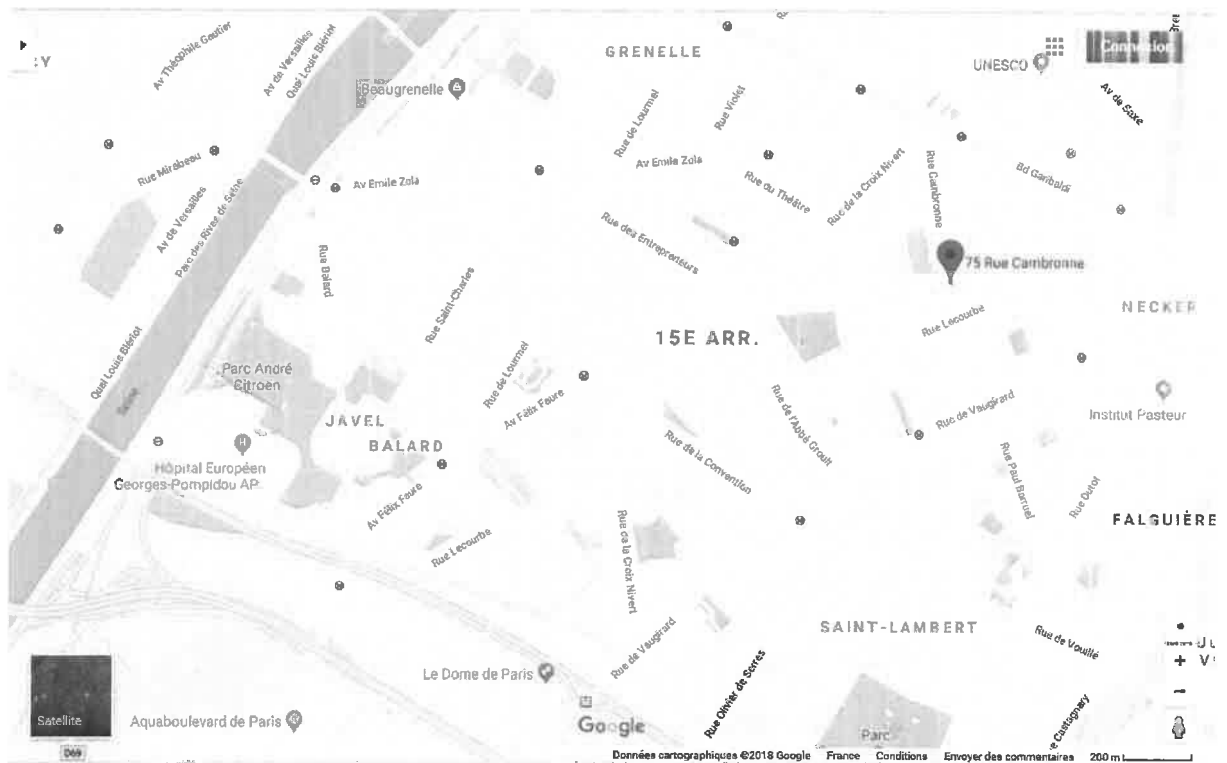 GRENELLE
Connexion
UNESCO
Av Théophile Gautier
Av de Versailles
Quai Louis Blériot
Beaugrenelle
Rue de Lourmel
Rue Violet
Av de Saxe
Rue Mirabeau
Av Emile Zola
Av Emile Zola
Rue du Théâtre
Rue de la Croix Nivert
Rue Cambronne
Bd Garibaldi
Av de Versailles
Parc des Rives de Seine
Rue des Entrepreneurs
Rue Balard
75 Rue Cambronne
Rue Saint-Charles
Rue Lecourbe
NECKER
15E ARR.
Quai Louis Blériot
Seine
Parc André
Citroën
Rue de Lourmel
Av Félix Faure
JAVEL
BALARD
Rue de l'Abbé Groult
Rue de Vaugirard
Institut Pasteur
Rue de la Convention
Hôpital Européen
Georges-Pompidou AP...
Rue Paul Barruel
Rue Dutot
Av Félix Faure
FALGUIÈRE
Rue Lecourbe
Rue de la Croix Nivert
SAINT-LAMBERT
Rue de Vouillé
Rue de Vaugirard
Le Dome de Paris
Rue Olivier de Serres
Satellite
Aquaboulevard de Paris
Google
Parc
e Castagnary
D69
Données cartographiques ©2018 Google France Conditions Envoyer des commentaires 200 m